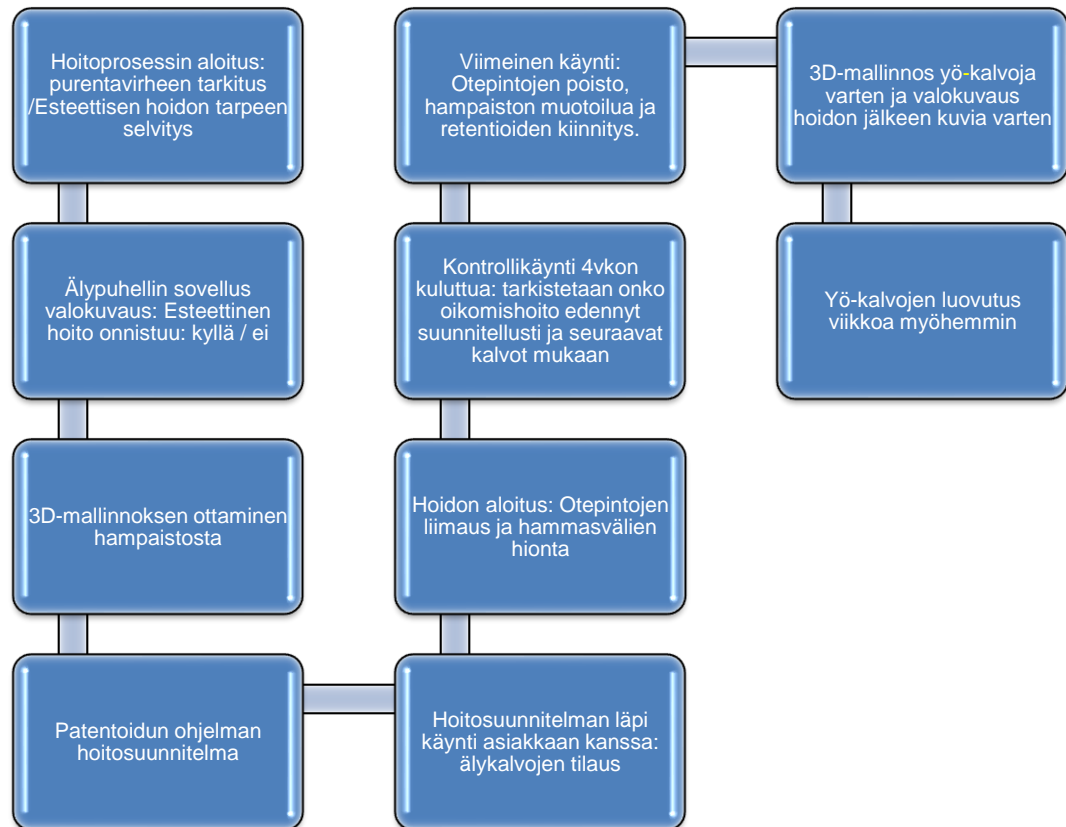 Hoitoprosessin aloitus:
purentavirheen tarkitus
/Esteettisen hoidon tarpeen
selvitys
Älypuhellin sovellus
valokuvaus: Esteettinen
hoito onnistuu: kyllä / ei
3D-mallinnoksen ottaminen
hampaistosta
Patentoidun ohjelman
hoitosuunnitelma
Hoitosuunnitelman läpi
käynti asiakkaan kanssa:
älykalvojen tilaus
Hoidon aloitus: Otepintojen
liimaus ja hammasvälien
hionta
Kontrollikäynti 4vkon
kuluttua: tarkistetaan onko
oikomishoito edennyt
suunnitellusti ja seuraavat
kalvot mukaan
Viimeinen käynti:
Otepintojen poisto,
hampaiston muotoilua ja
retentioiden kiinnitys.
3D-mallinnos yö-kalvoja
varten ja valokuvaus
hoidon jälkeen kuvia varten
Yö-kalvojen luovutus
viikkoa myöhemmin